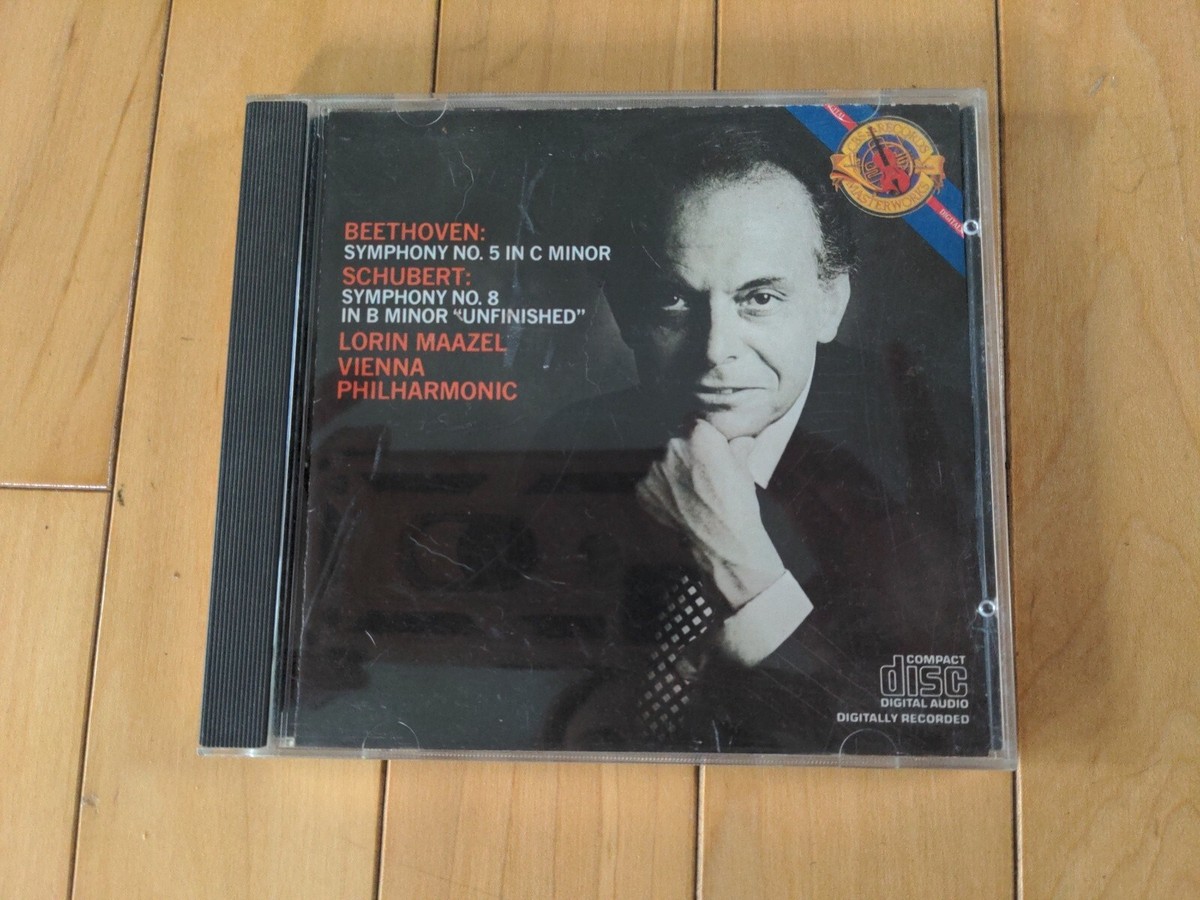 BEETHOVEN:
SYMPHONY NO. 5 IN C MINOR
SCHUBERT:
SYMPHONY NO. 8
IN B MINOR “UNFINISHED”
LORIN MAAZEL
VIENNA
PHILHARMONIC
CBS RECORDS
MASTERWORKS
DIGITAL
COMPACT
disc
DIGITAL AUDIO
DIGITALLY RECORDED